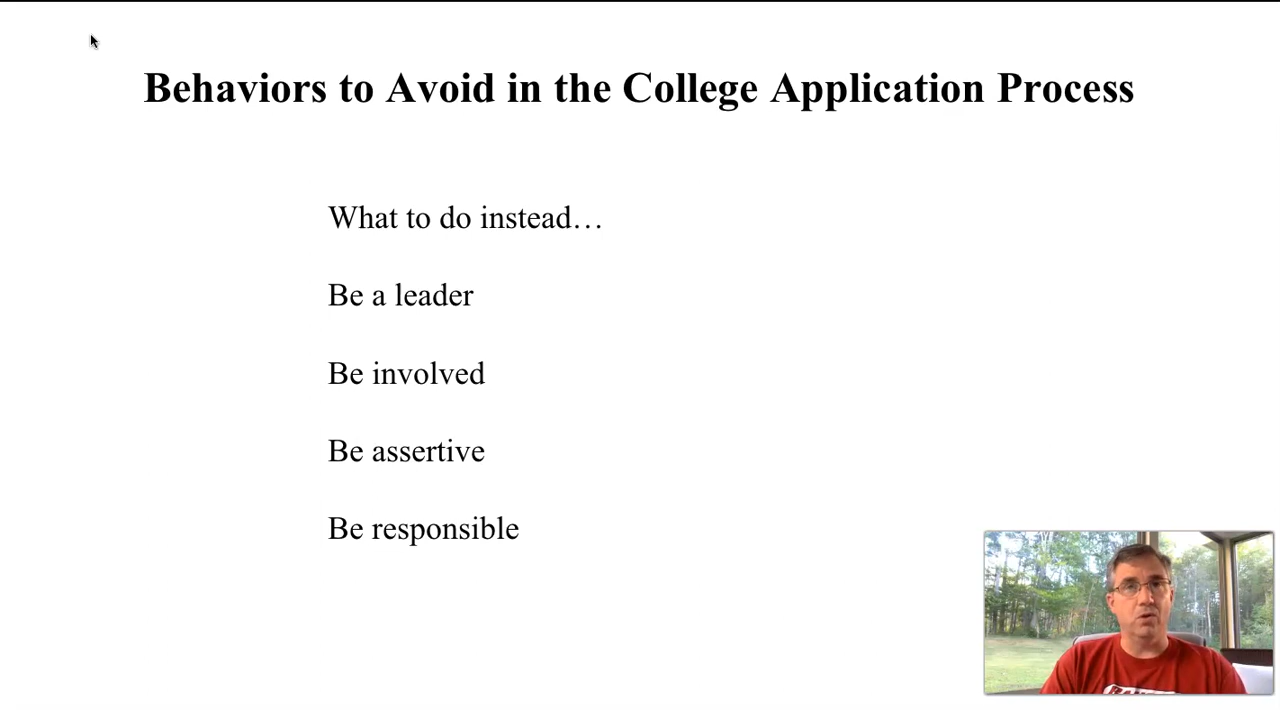 Behaviors to Avoid in the College Application Process
What to do instead…
Be a leader
Be involved
Be assertive
Be responsible